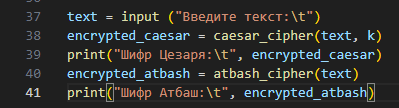 36
37 text = input ("Введите текст:\t")
38 encrypted_caesar = caesar_cipher(text, k)
39 print("Шифр Цезаря:\t", encrypted_caesar)
40 encrypted_atbash = atbash_cipher(text)
41 print("Шифр Атбаш:\t", encrypted_atbash)